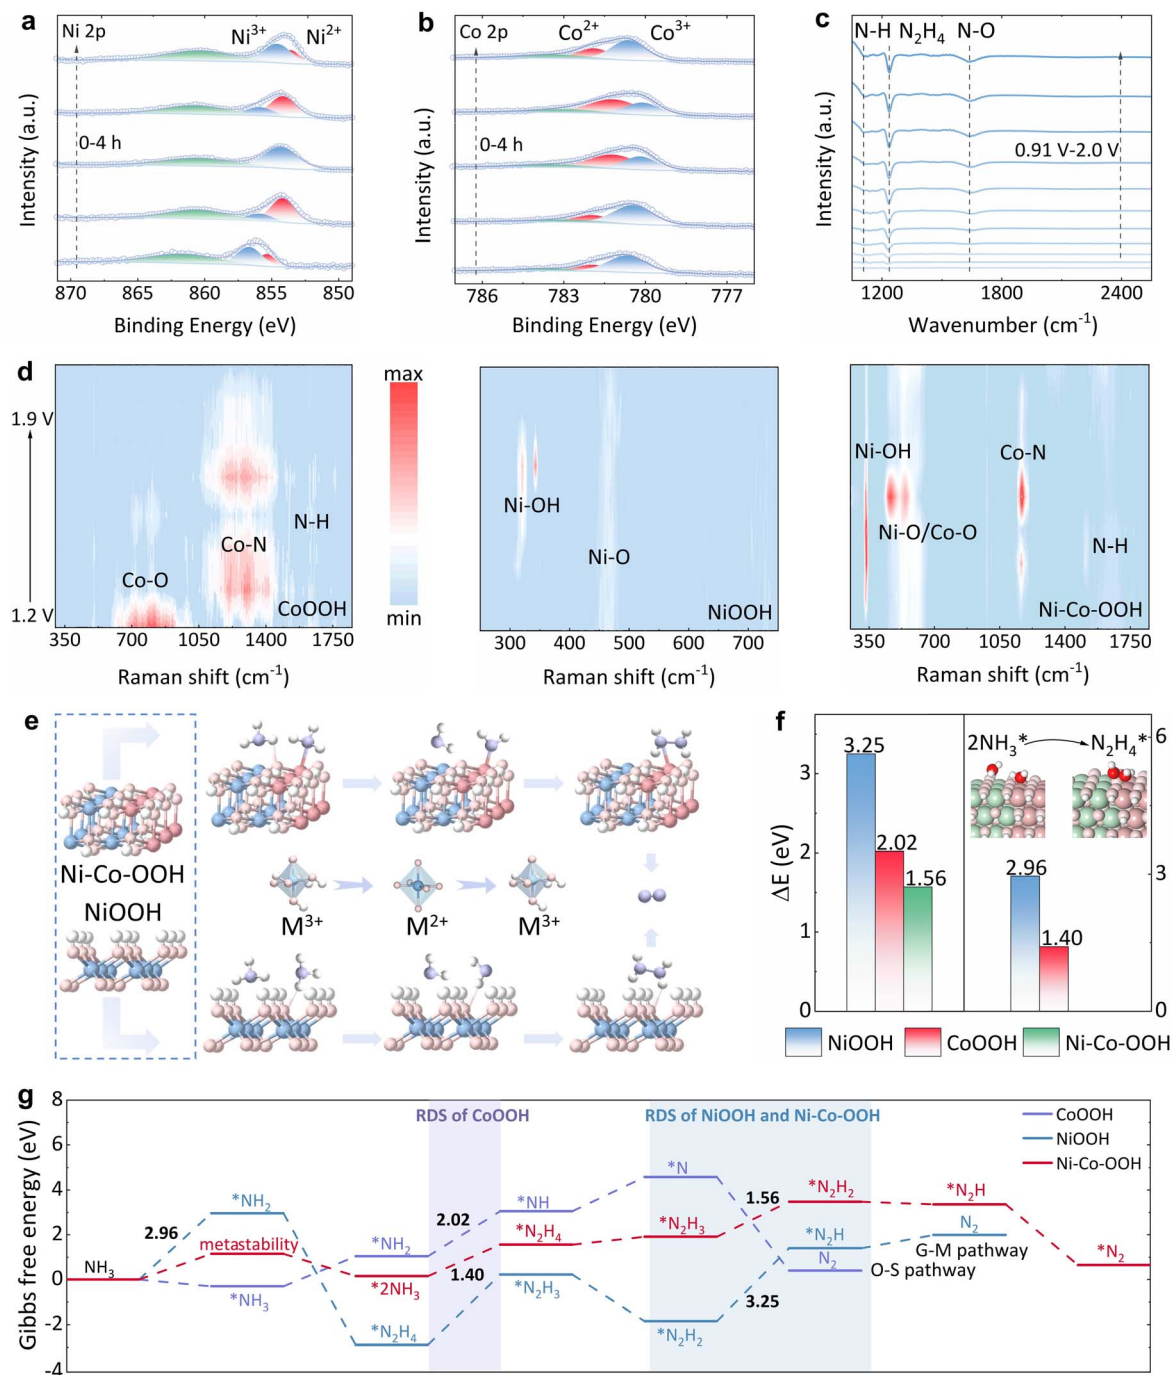 a
Ni 2p
Ni3+
Ni2+
0-4 h
Intensity (a.u.)
870
865
860
855
850
Binding Energy (eV)
b
Co 2p
Co2+
Co3+
0-4 h
Intensity (a.u.)
786
783
780
777
Binding Energy (eV)
c
N-H
N2H4
N-O
0.91 V-2.0 V
Intensity (a.u.)
1200
1800
2400
Wavenumber (cm-1)
d
1.9 V
1.2 V
Co-O
Co-N
N-H
CoOOH
350
700
1050
1400
1750
Raman shift (cm-1)
max
min
Ni-OH
Ni-O
NiOOH
300
400
500
600
700
Raman shift (cm-1)
Ni-OH
Co-N
Ni-O/Co-O
N-H
Ni-Co-OOH
350
700
1050
1400
1750
Raman shift (cm-1)
e
Ni-Co-OOH
NiOOH
M3+
M2+
M3+
f
ΔE (eV)
3
2
1
0
3.25
2.02
1.56
2NH3*
N2H4*
2.96
1.40
6
3
0
NiOOH
CoOOH
Ni-Co-OOH
g
Gibbs free energy (eV)
8
6
4
2
0
-2
-4
RDS of CoOOH
RDS of NiOOH and Ni-Co-OOH
CoOOH
NiOOH
Ni-Co-OOH
NH3
2.96
*NH2
metastability
*NH3
*NH2
*2NH3
*N2H4
2.02
1.40
*NH
*N2H4
*N2H3
*N
*N2H3
*N2H2
1.56
3.25
*N2H2
*N2H
N2
O-S pathway
*N2H
N2
G-M pathway
*N2